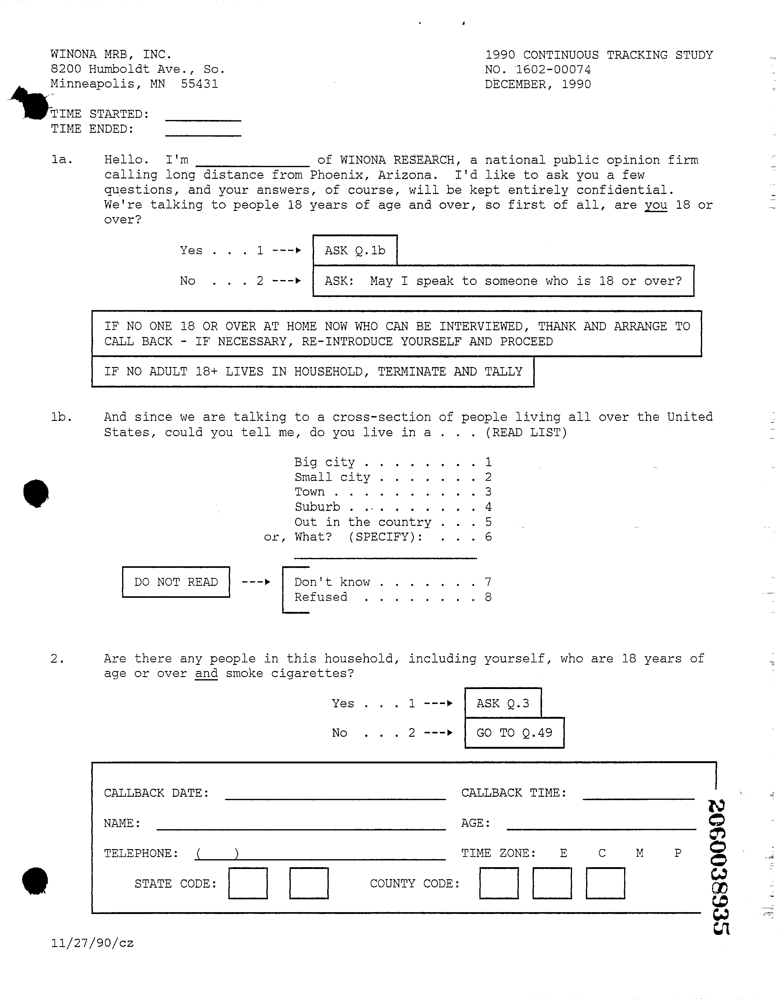 WINONA MRB, INC.
8200 Humboldt Ave., So.
Minneapolis, MN 55431
1990 CONTINUOUS TRACKING STUDY
NO. 1602-00074
DECEMBER, 1990
TIME STARTED: __________
TIME ENDED: __________
1a. Hello. I'm _______________ of WINONA RESEARCH, a national public opinion firm
calling long distance from Phoenix, Arizona. I'd like to ask you a few
questions, and your answers, of course, will be kept entirely confidential.
We're talking to people 18 years of age and over, so first of all, are you 18 or
over?
Yes . . . 1 ---> ASK Q.1b
No . . . 2 ---> ASK: May I speak to someone who is 18 or over?
IF NO ONE 18 OR OVER AT HOME NOW WHO CAN BE INTERVIEWED, THANK AND ARRANGE TO
CALL BACK - IF NECESSARY, RE-INTRODUCE YOURSELF AND PROCEED
IF NO ADULT 18+ LIVES IN HOUSEHOLD, TERMINATE AND TALLY
1b. And since we are talking to a cross-section of people living all over the United
States, could you tell me, do you live in a . . . (READ LIST)
Big city . . . . . . . . 1
Small city . . . . . . . 2
Town . . . . . . . . . . 3
Suburb . . . . . . . . . 4
Out in the country . . . 5
or, What? (SPECIFY): . . . 6
DO NOT READ ---> Don't know . . . . . . . 7
Refused . . . . . . . . 8
2. Are there any people in this household, including yourself, who are 18 years of
age or over and smoke cigarettes?
Yes . . . 1 ---> ASK Q.3
No . . . 2 ---> GO TO Q.49
CALLBACK DATE: ____________________ CALLBACK TIME: __________
NAME: ____________________ AGE: __________
TELEPHONE: ( ) ____________________ TIME ZONE: E C M P
STATE CODE: COUNTY CODE:
2060038935
11/27/90/cz